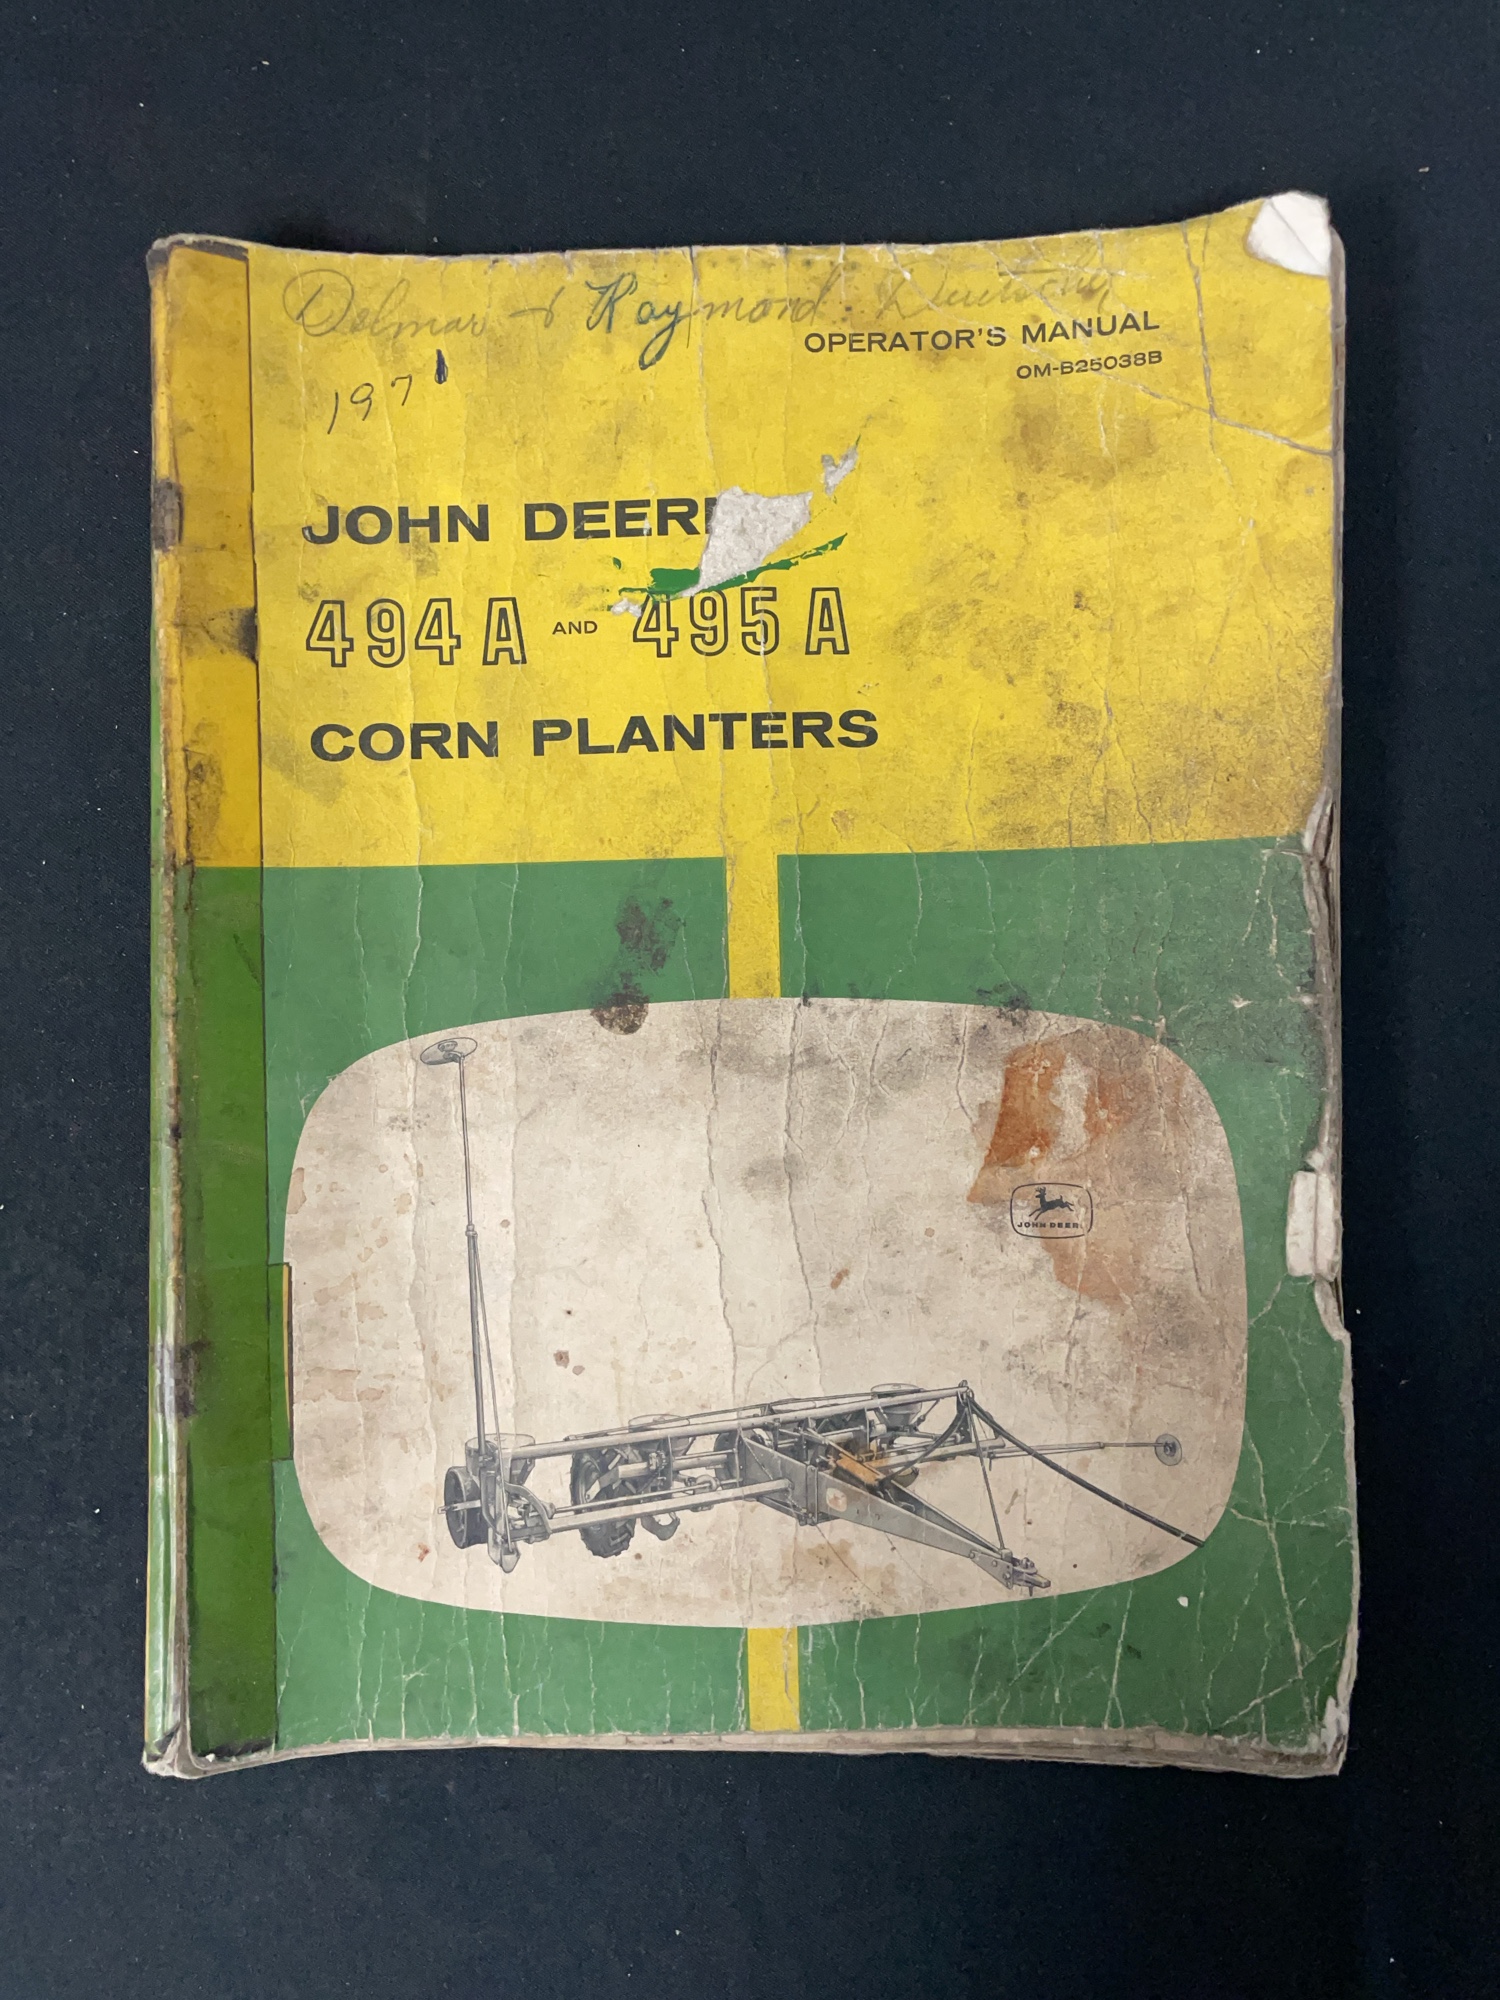 Delmar & Raymond
OPERATOR'S MANUAL
OM-B25038B
197
JOHN DEER
494A AND 495A
CORN PLANTERS
JOHN DEERE